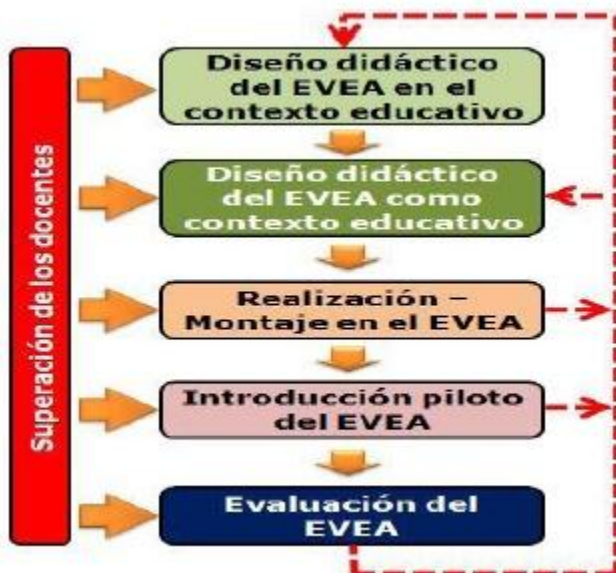 Superación de los docentes
Diseño didáctico
del EVEA en el
contexto educativo
Diseño didáctico
del EVEA como
contexto educativo
Realización –
Montaje en el EVEA
Introducción piloto
del EVEA
Evaluación del
EVEA